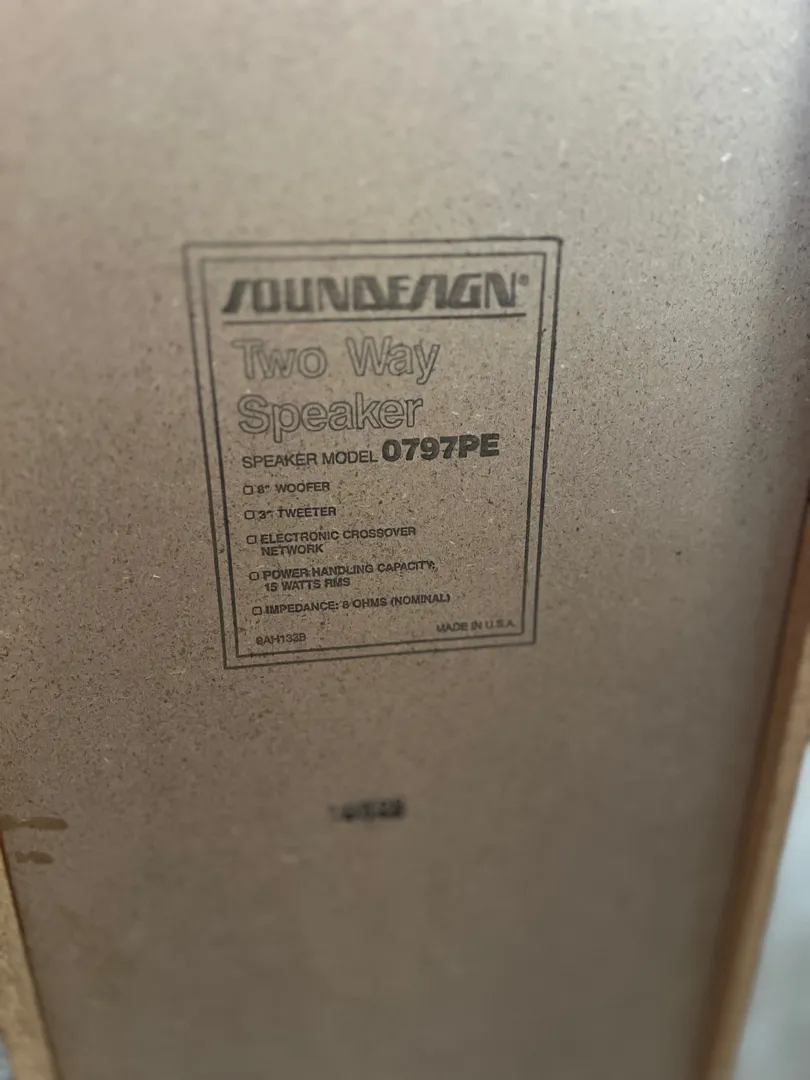 SOUNDESIGN®
Two Way
Speaker
SPEAKER MODEL 0797PE
8" WOOFER
3" TWEETER
ELECTRONIC CROSSOVER
NETWORK
POWER HANDLING CAPACITY;
15 WATTS RMS
IMPEDANCE: 8 OHMS (NOMINAL)
MADE IN U.S.A.